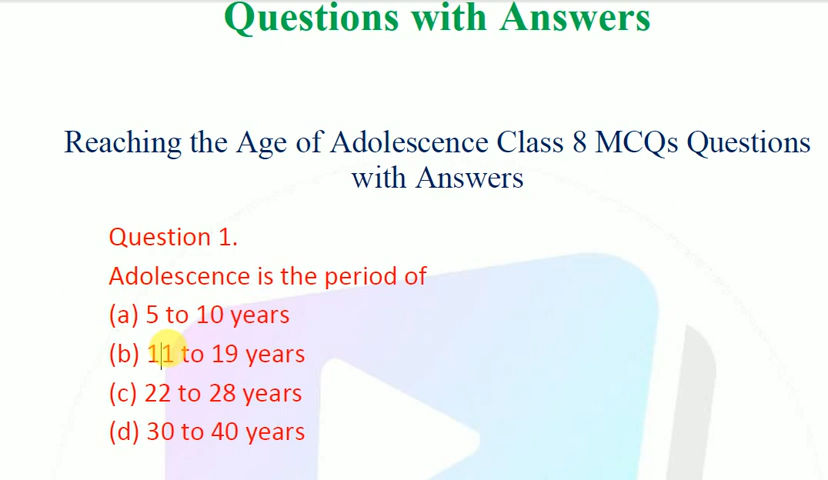 Questions with Answers
Reaching the Age of Adolescence Class 8 MCQs Questions
with Answers
Question 1.
Adolescence is the period of
(a) 5 to 10 years
(b) 11 to 19 years
(c) 22 to 28 years
(d) 30 to 40 years